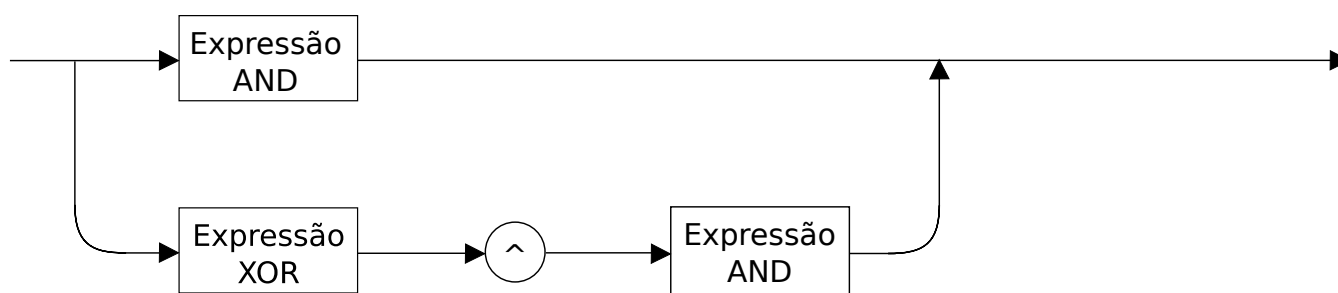 Expressão
AND
Expressão
XOR
^
Expressão
AND